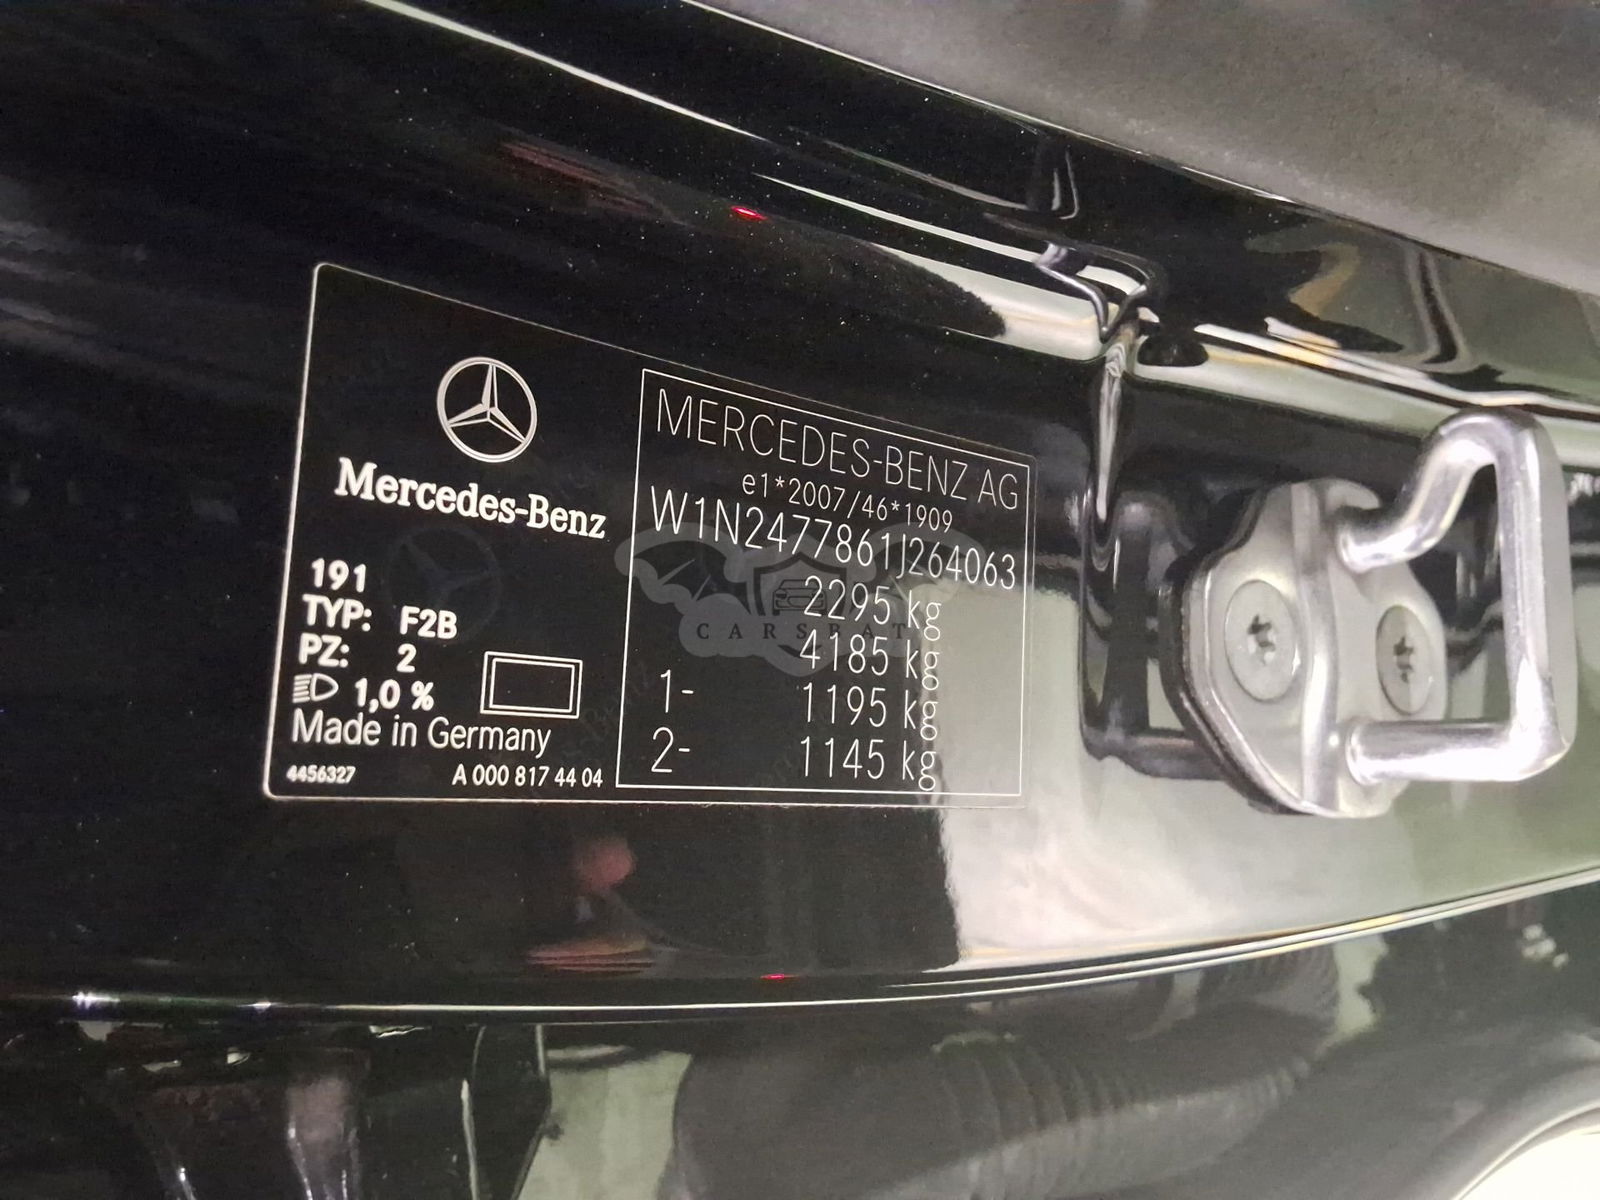 Mercedes-Benz
191
TYP: F2B
PZ: 2
1,0 %
Made in Germany
4456327 A 000 817 44 04
MERCEDES-BENZ AG
e1*2007/46*1909
W1N2477861J264063
2295 kg
4185 kg
1- 1195 kg
2- 1145 kg
CARSBAT